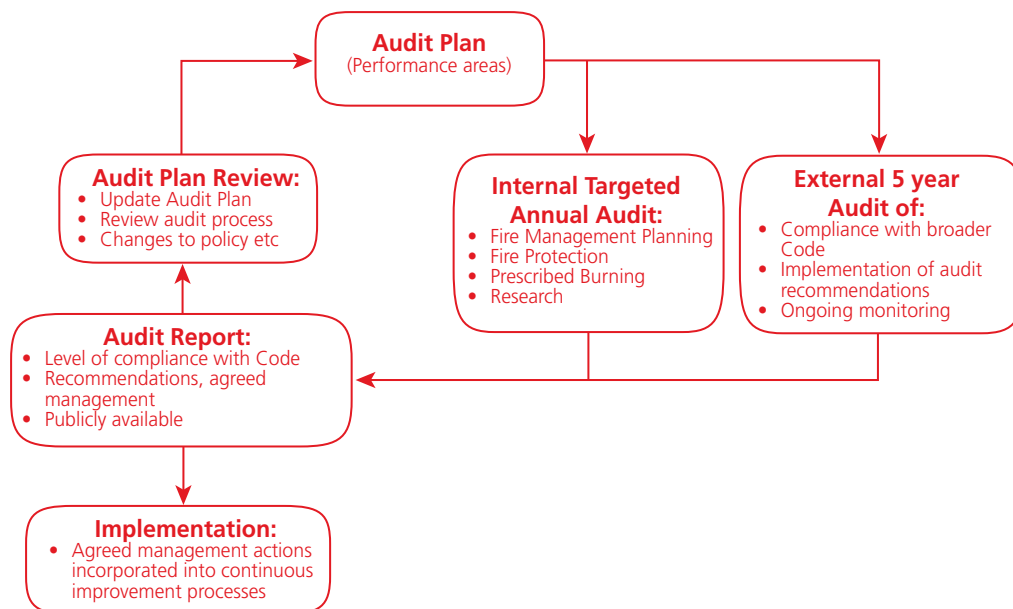 Audit Plan
(Performance areas)
Audit Plan Review:
• Update Audit Plan
• Review audit process
• Changes to policy etc
Internal Targeted
Annual Audit:
• Fire Management Planning
• Fire Protection
• Prescribed Burning
• Research
External 5 year
Audit of:
• Compliance with broader
Code
• Implementation of audit
recommendations
• Ongoing monitoring
Audit Report:
• Level of compliance with Code
• Recommendations, agreed
management
• Publicly available
Implementation:
• Agreed management actions
incorporated into continuous
improvement processes